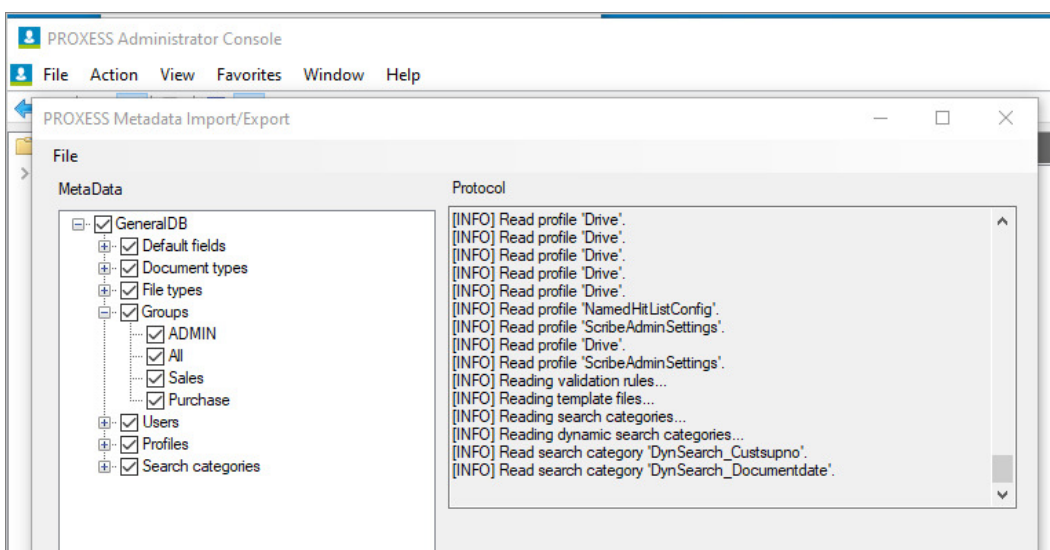 PROXESS Administrator Console
File Action View Favorites Window Help
PROXESS Metadata Import/Export
File
MetaData
GeneralDB
Default fields
Document types
File types
Groups
ADMIN
All
Sales
Purchase
Users
Profiles
Search categories
Protocol
[INFO] Read profile 'Drive'.
[INFO] Read profile 'Drive'.
[INFO] Read profile 'Drive'.
[INFO] Read profile 'Drive'.
[INFO] Read profile 'Drive'.
[INFO] Read profile 'NamedHitListConfig'.
[INFO] Read profile 'ScribeAdminSettings'.
[INFO] Read profile 'Drive'.
[INFO] Read profile 'ScribeAdminSettings'.
[INFO] Reading validation rules...
[INFO] Reading template files...
[INFO] Reading search categories...
[INFO] Reading dynamic search categories...
[INFO] Read search category 'DynSearch_Custsupno'.
[INFO] Read search category 'DynSearch_Documentdate'.